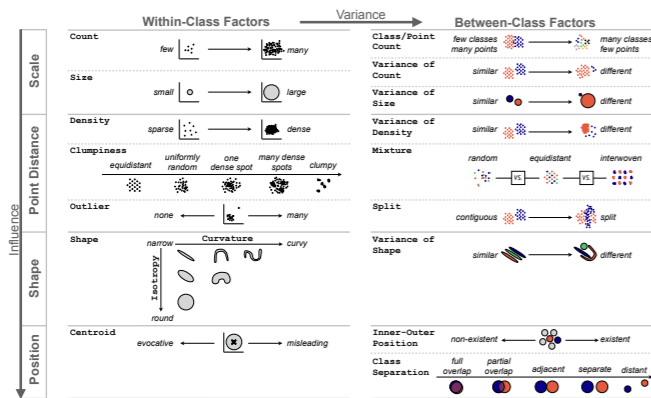 Variance
Within-Class Factors
Between-Class Factors
Influence
Scale
Count
few
many
Class/Point
Count
few classes
many points
many classes
few points
Size
small
large
Variance of
Count
similar
different
Variance of
Size
similar
different
Point Distance
Density
sparse
dense
Variance of
Density
similar
different
Clumpiness
equidistant
uniformly
random
one
dense spot
many dense
spots
clumpy
Mixture
random
equidistant
interwoven
VS.
VS.
Outlier
none
many
Split
contiguous
split
Shape
Shape
narrow
Curvature
curvy
Isotropy
round
Variance of
Shape
similar
different
Position
Centroid
evocative
misleading
Inner-Outer
Position
non-existent
existent
Class
Separation
full
overlap
partial
overlap
adjacent
separate
distant